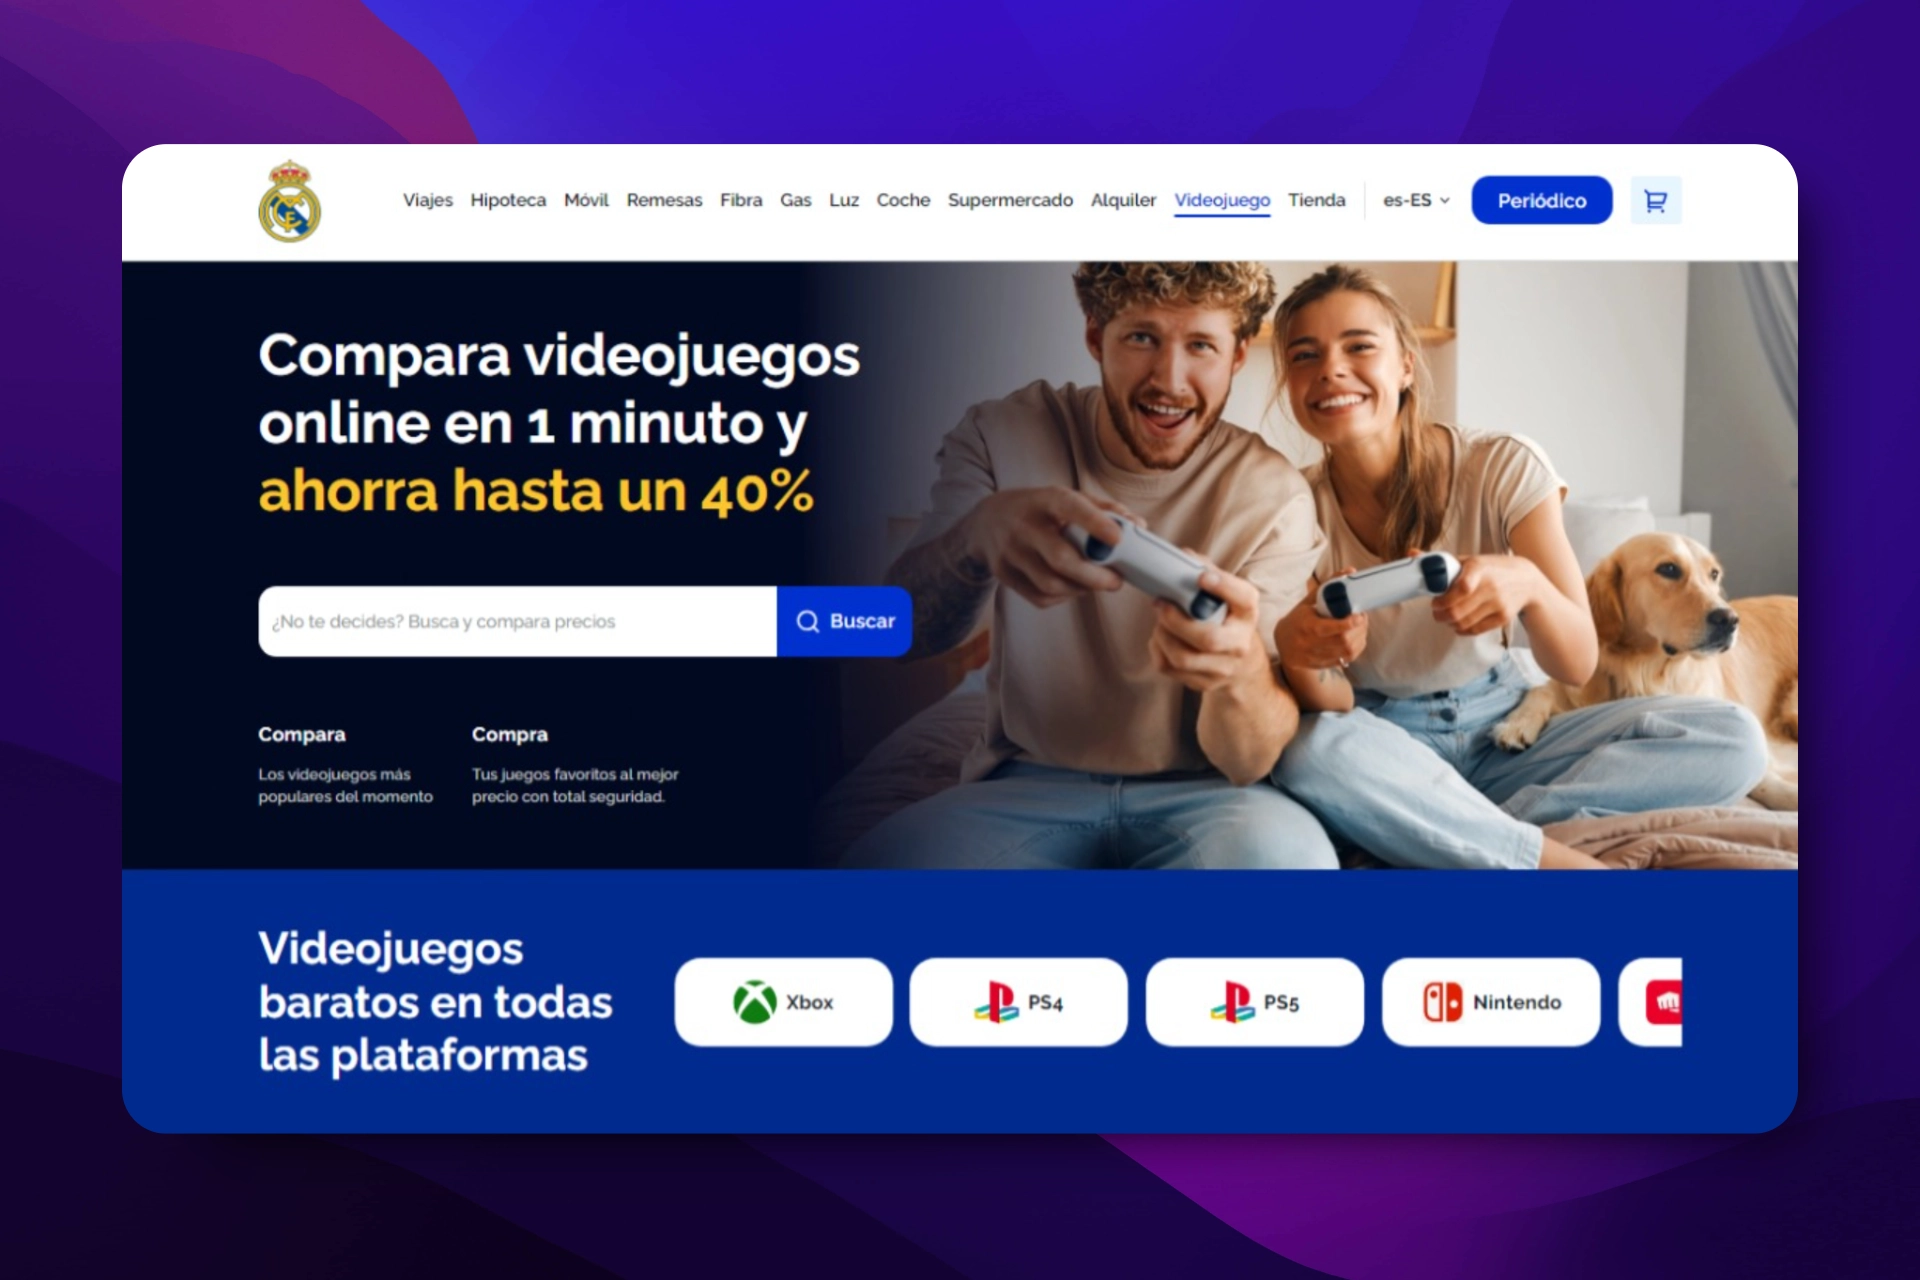 Viajes Hipoteca Móvil Remesas Fibra Gas Luz Coche Supermercado Alquiler Videojuego Tienda es-ES Periódico
Compara videojuegos
online en 1 minuto y
ahorra hasta un 40%
¿No te decides? Busca y compara precios
Buscar
Compara
Los videojuegos más
populares del momento
Compra
Tus juegos favoritos al mejor
precio con total seguridad.
Videojuegos
baratos en todas
las plataformas
Xbox
PS4
PS5
Nintendo